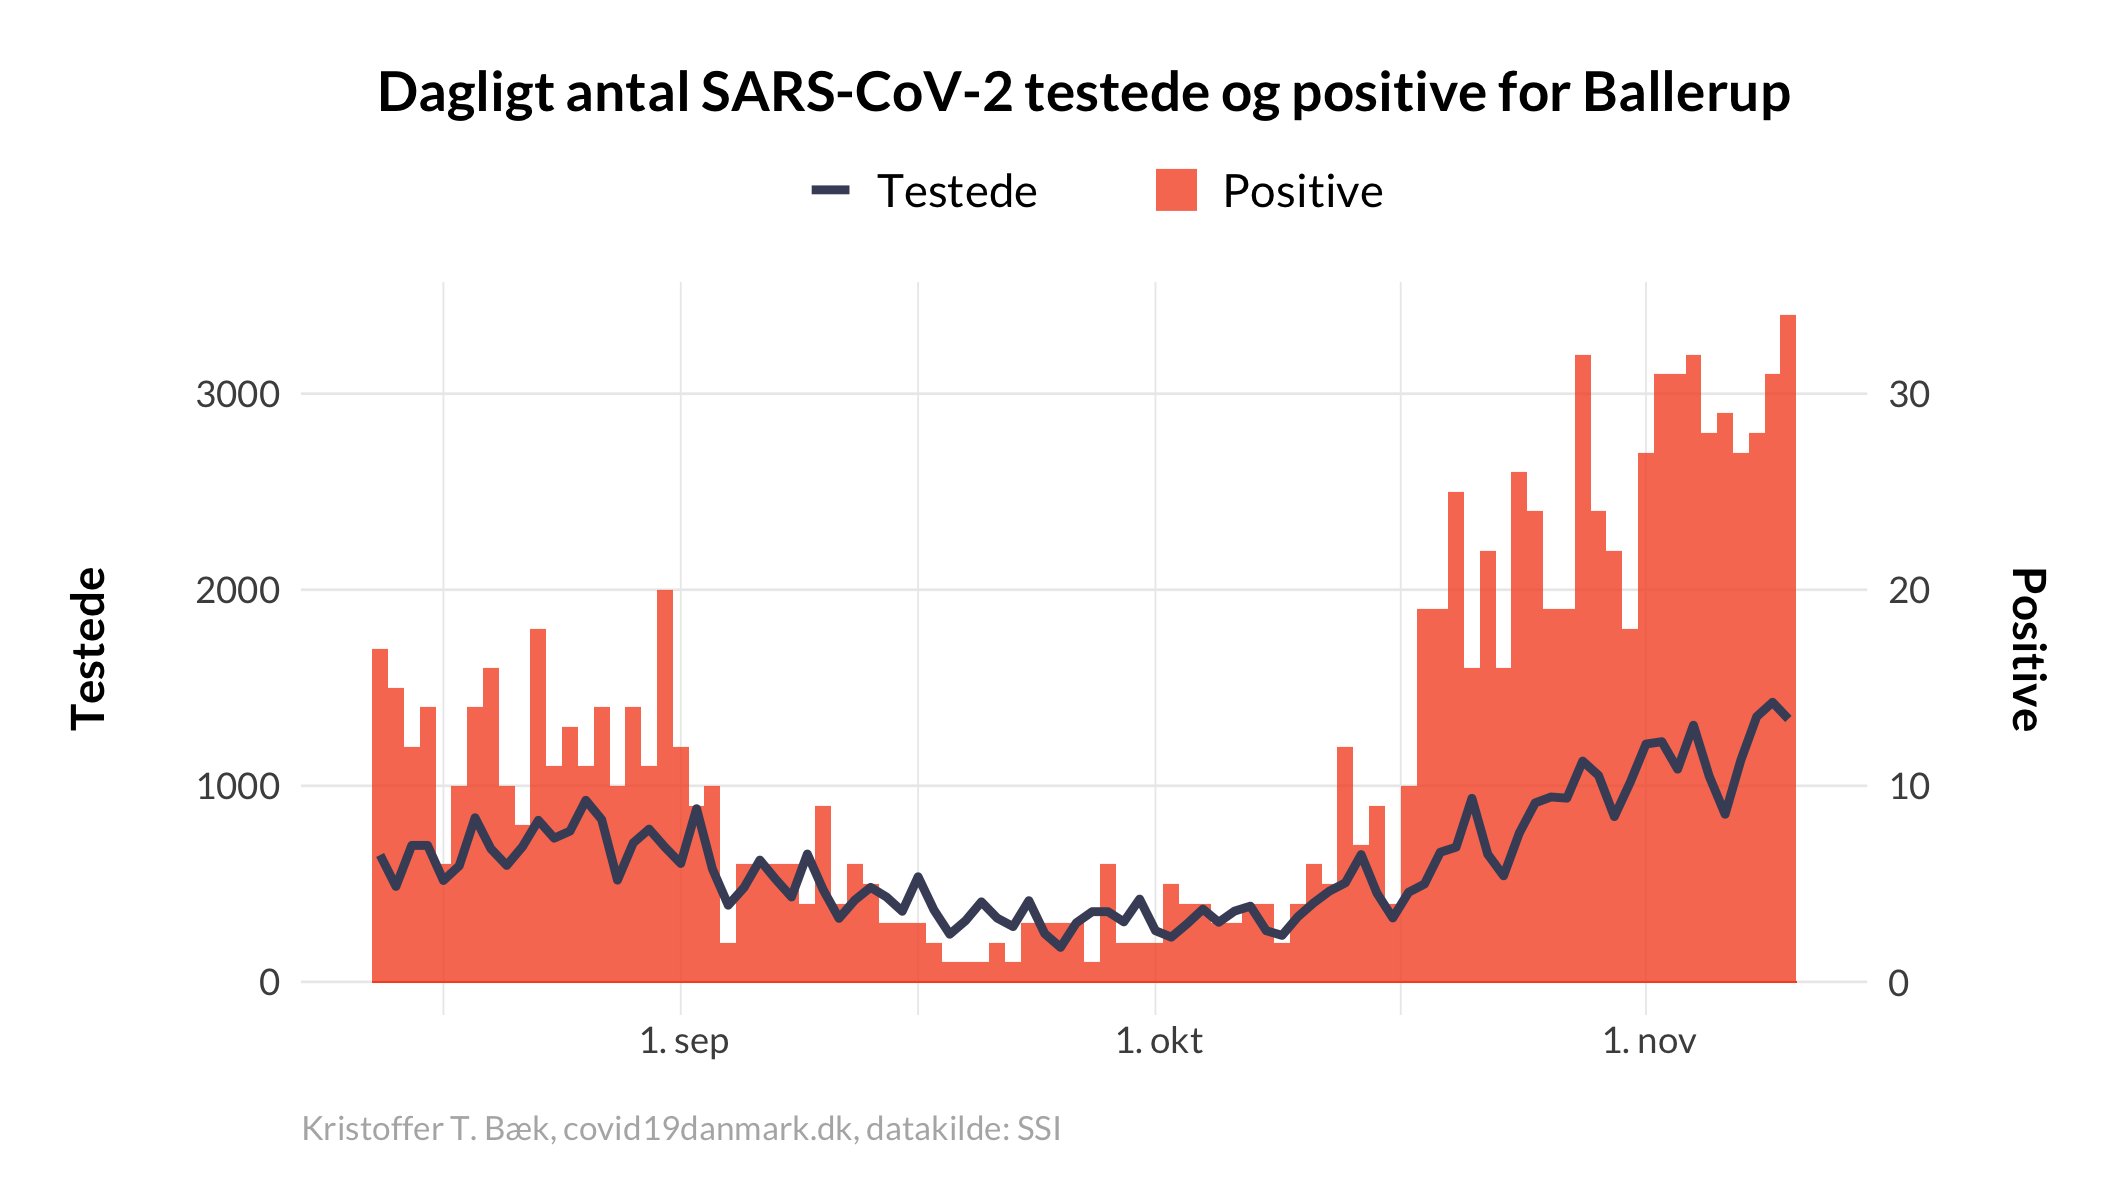 Dagligt antal SARS-CoV-2 testede og positive for Ballerup
Testede
Positive
3000
2000
1000
0
30
20
10
0
Testede
Positive
1. sep
1. okt
1. nov
Kristoffer T. Bæk, covid19danmark.dk, datakilde: SSI